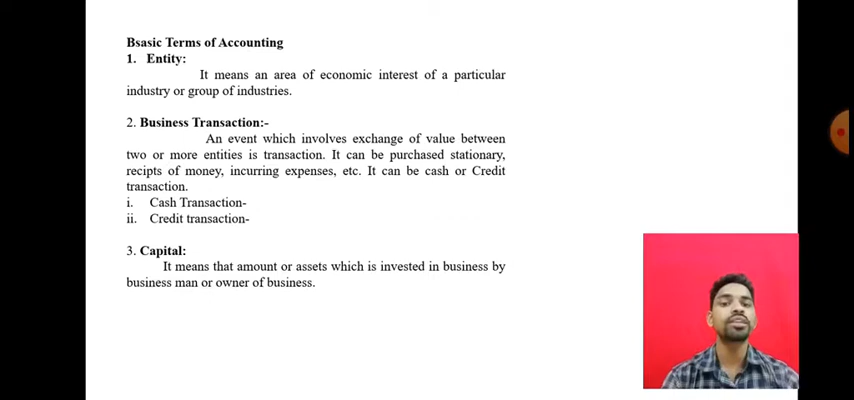 Bsasic Terms of Accounting
1. Entity:
It means an area of economic interest of a particular
industry or group of industries.
2. Business Transaction:-
An event which involves exchange of value between
two or more entities is transaction. It can be purchased stationary,
recipts of money, incurring expenses, etc. It can be cash or Credit
transaction.
i. Cash Transaction-
ii. Credit transaction-
3. Capital:
It means that amount or assets which is invested in business by
business man or owner of business.